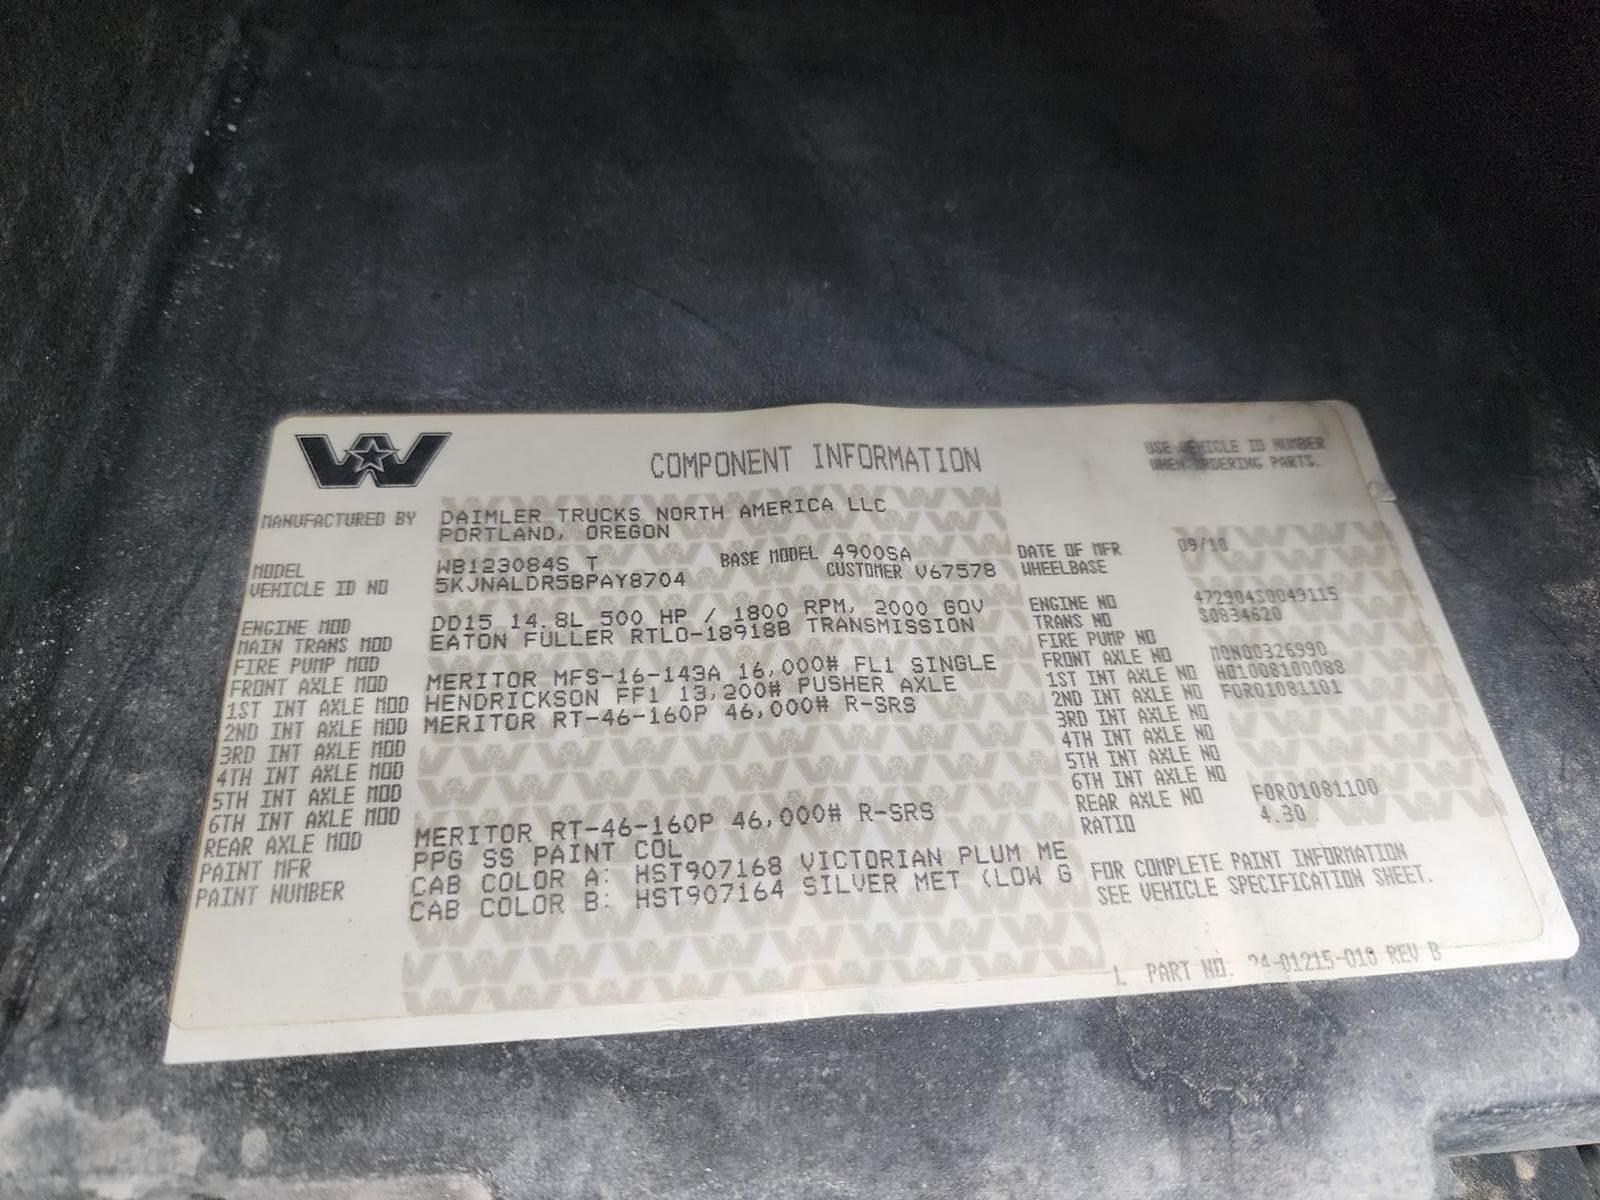 COMPONENT INFORMATION
USE VEHICLE ID NUMBER
WHEN ORDERING PARTS.
MANUFACTURED BY DAIMLER TRUCKS NORTH AMERICA LLC
PORTLAND, OREGON
MODEL WB123084S T BASE MODEL 4900SA DATE OF MFR 09/10
VEHICLE ID NO 5KJNALDR5BPAY8704 CUSTOMER V67578 WHEELBASE
ENGINE MOD DD15 14.8L 500 HP / 1800 RPM, 2000 GOV ENGINE NO 472904S0049115
MAIN TRANS MOD EATON FULLER RTLO-18918B TRANSMISSION TRANS NO S0834620
FIRE PUMP MOD FIRE PUMP NO
FRONT AXLE MOD MERITOR MFS-16-143A 16,000# FL1 SINGLE FRONT AXLE NO MON00326990
1ST INT AXLE MOD HENDRICKSON FF1 13,200# PUSHER AXLE 1ST INT AXLE NO W01008100088
2ND INT AXLE MOD MERITOR RT-46-160P 46,000# R-SRS 2ND INT AXLE NO FOR01081101
3RD INT AXLE MOD 3RD INT AXLE NO
4TH INT AXLE MOD 4TH INT AXLE NO
5TH INT AXLE MOD 5TH INT AXLE NO
6TH INT AXLE MOD 6TH INT AXLE NO
REAR AXLE MOD MERITOR RT-46-160P 46,000# R-SRS REAR AXLE NO FOR01081100
PAINT MFR PPG SS PAINT COL RATIO 4.30
PAINT NUMBER CAB COLOR A: HST907168 VICTORIAN PLUM ME FOR COMPLETE PAINT INFORMATION
CAB COLOR B: HST907164 SILVER MET (LOW G SEE VEHICLE SPECIFICATION SHEET.
L PART NO. 24-01215-018 REV B